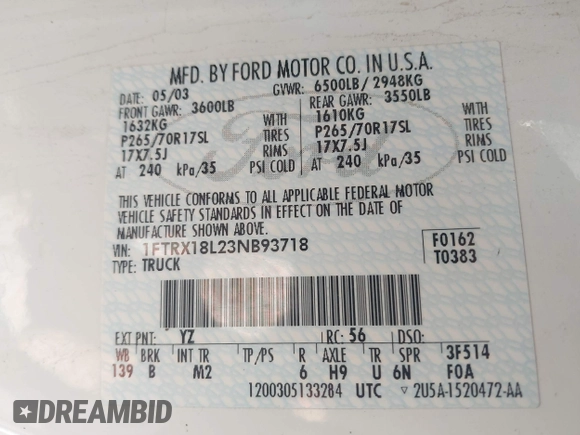 MFD. BY FORD MOTOR CO. IN U.S.A.
DATE: 05/03 GVWR: 6500LB / 2948KG
FRONT GAWR: 3600LB REAR GAWR: 3550LB
1632KG WITH 1610KG WITH
P265/70R17SL TIRES P265/70R17SL TIRES
17X7.5J RIMS 17X7.5J RIMS
AT 240 kPa/35 PSI COLD AT 240 kPa/35 PSI COLD
THIS VEHICLE CONFORMS TO ALL APPLICABLE FEDERAL MOTOR
VEHICLE SAFETY STANDARDS IN EFFECT ON THE DATE OF
MANUFACTURE SHOWN ABOVE.
VIN: 1FTRX18L23NB93718 F0162
TYPE: TRUCK T0383
EXT PNT: YZ RC: 56 DSO:
WB BRK INT TR TP/PS R AXLE TR SPR 3F514
139 B M2 6 H9 U 6N F0A
1200305133284 UTC ▽ 2U5A-1520472-AA
Ford
DREAMBID